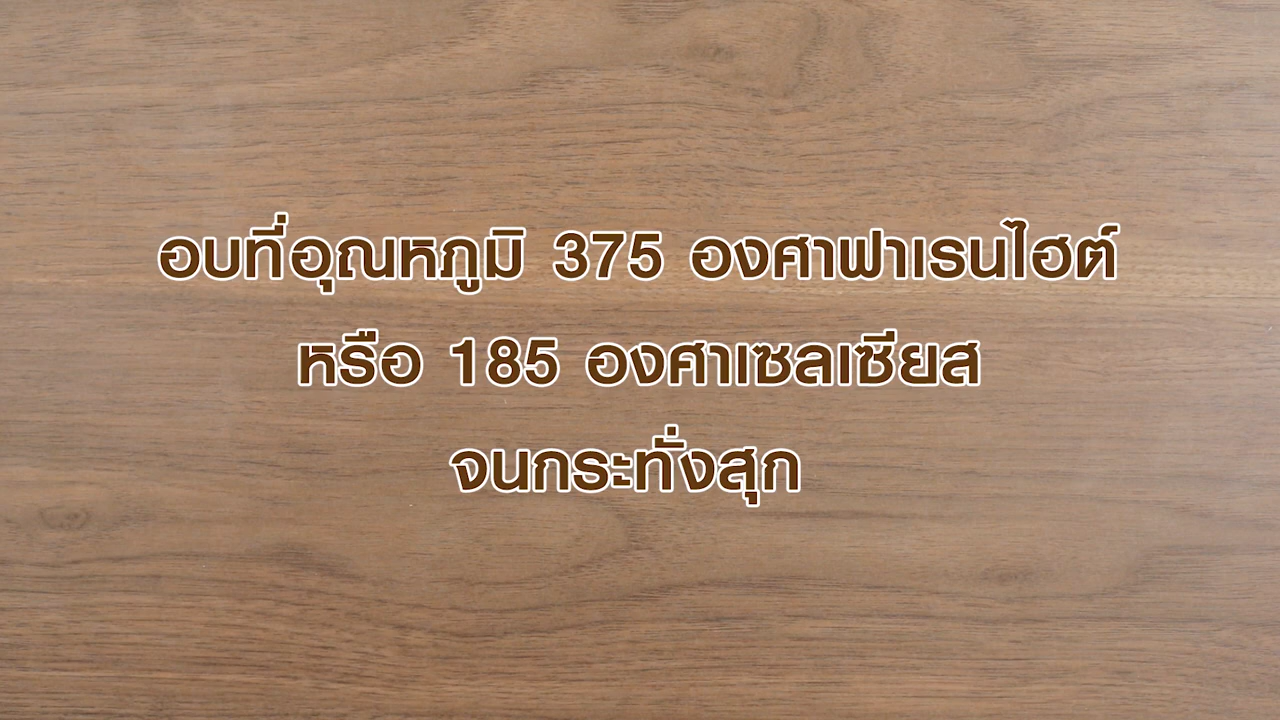 อบที่อุณหภูมิ 375 องศาฟาเรนไฮต์
หรือ 185 องศาเซลเซียส
จนกระทั่งสุก